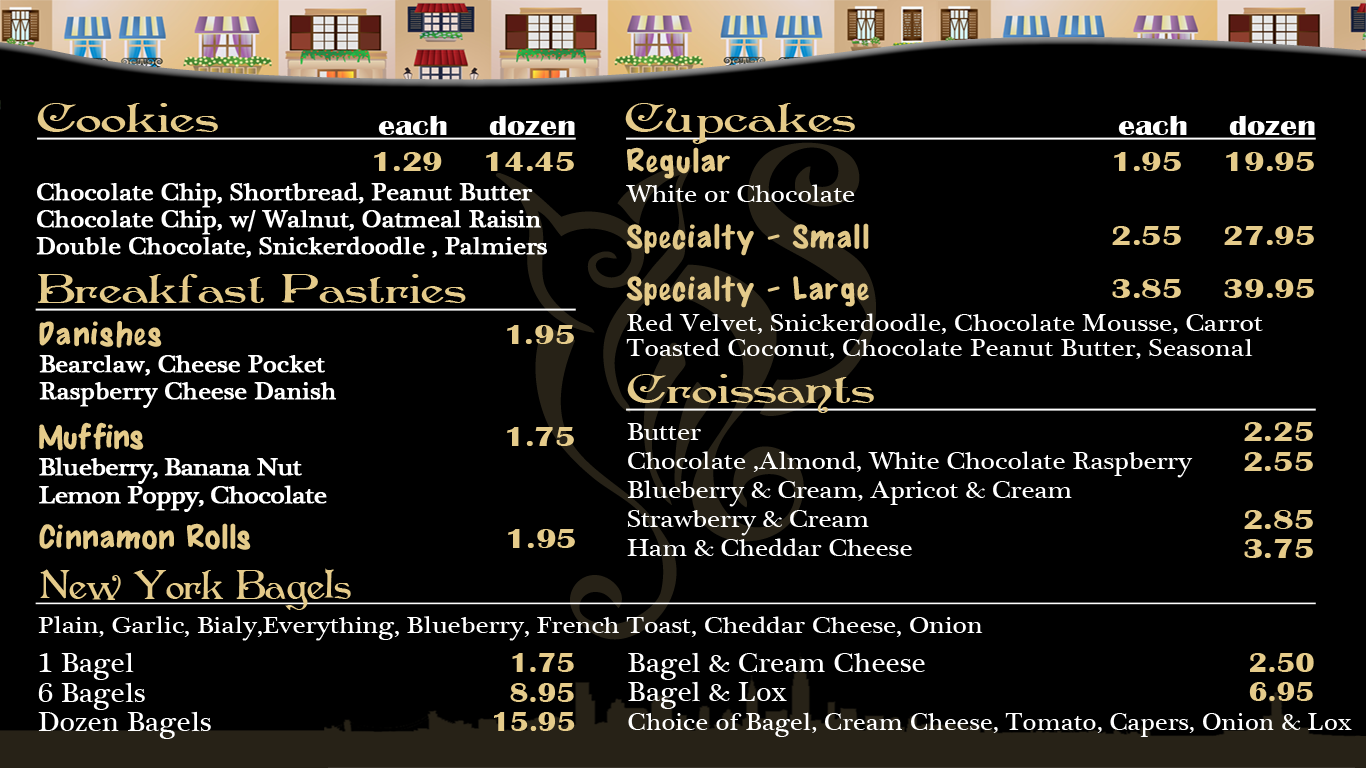 Cookies each dozen
1.29 14.45
Chocolate Chip, Shortbread, Peanut Butter
Chocolate Chip, w/ Walnut, Oatmeal Raisin
Double Chocolate, Snickerdoodle , Palmiers
Breakfast Pastries
Danishes 1.95
Bearclaw, Cheese Pocket
Raspberry Cheese Danish
Muffins 1.75
Blueberry, Banana Nut
Lemon Poppy, Chocolate
Cinnamon Rolls 1.95
Cupcakes each dozen
Regular 1.95 19.95
White or Chocolate
Specialty - Small 2.55 27.95
Specialty - Large 3.85 39.95
Red Velvet, Snickerdoodle, Chocolate Mousse, Carrot
Toasted Coconut, Chocolate Peanut Butter, Seasonal
Croissants
Butter 2.25
Chocolate ,Almond, White Chocolate Raspberry 2.55
Blueberry & Cream, Apricot & Cream
Strawberry & Cream 2.85
Ham & Cheddar Cheese 3.75
New York Bagels
Plain, Garlic, Bialy,Everything, Blueberry, French Toast, Cheddar Cheese, Onion
1 Bagel 1.75
6 Bagels 8.95
Dozen Bagels 15.95
Bagel & Cream Cheese 2.50
Bagel & Lox 6.95
Choice of Bagel, Cream Cheese, Tomato, Capers, Onion & Lox